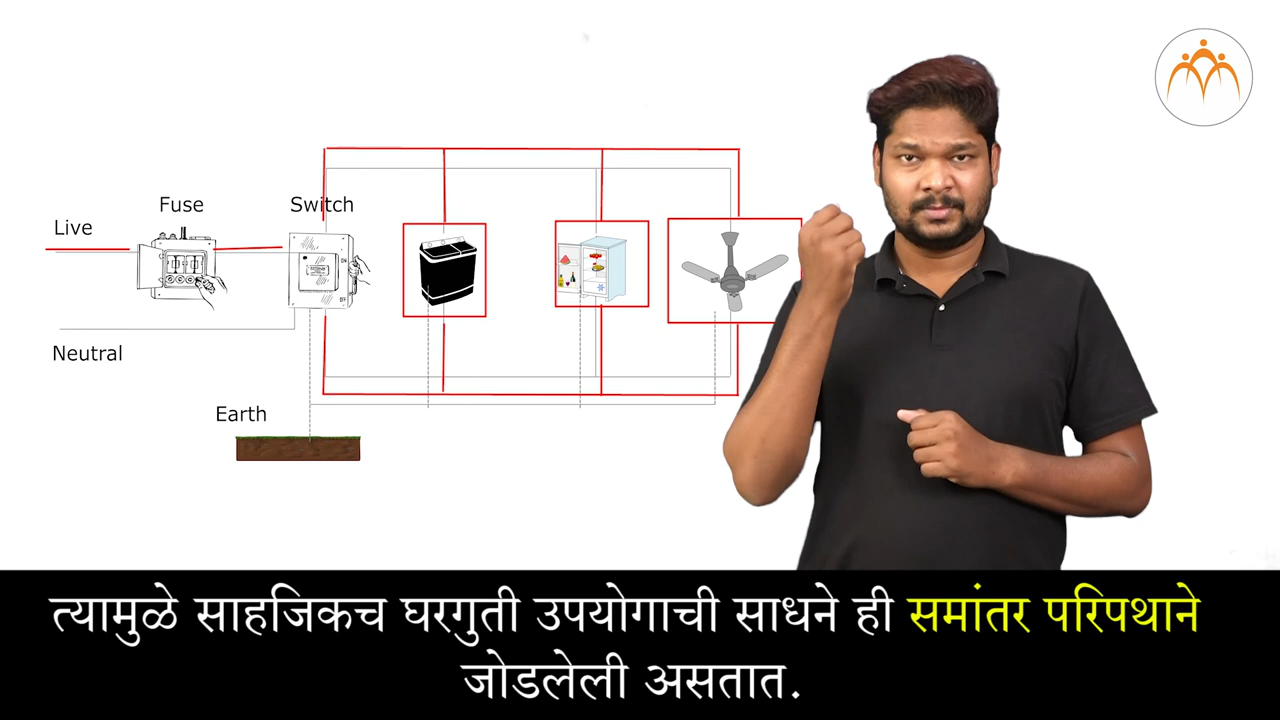 Fuse
Switch
Live
Neutral
Earth
त्यामुळे साहजिकच घरगुती उपयोगाची साधने ही समांतर परिपथाने
जोडलेली असतात.